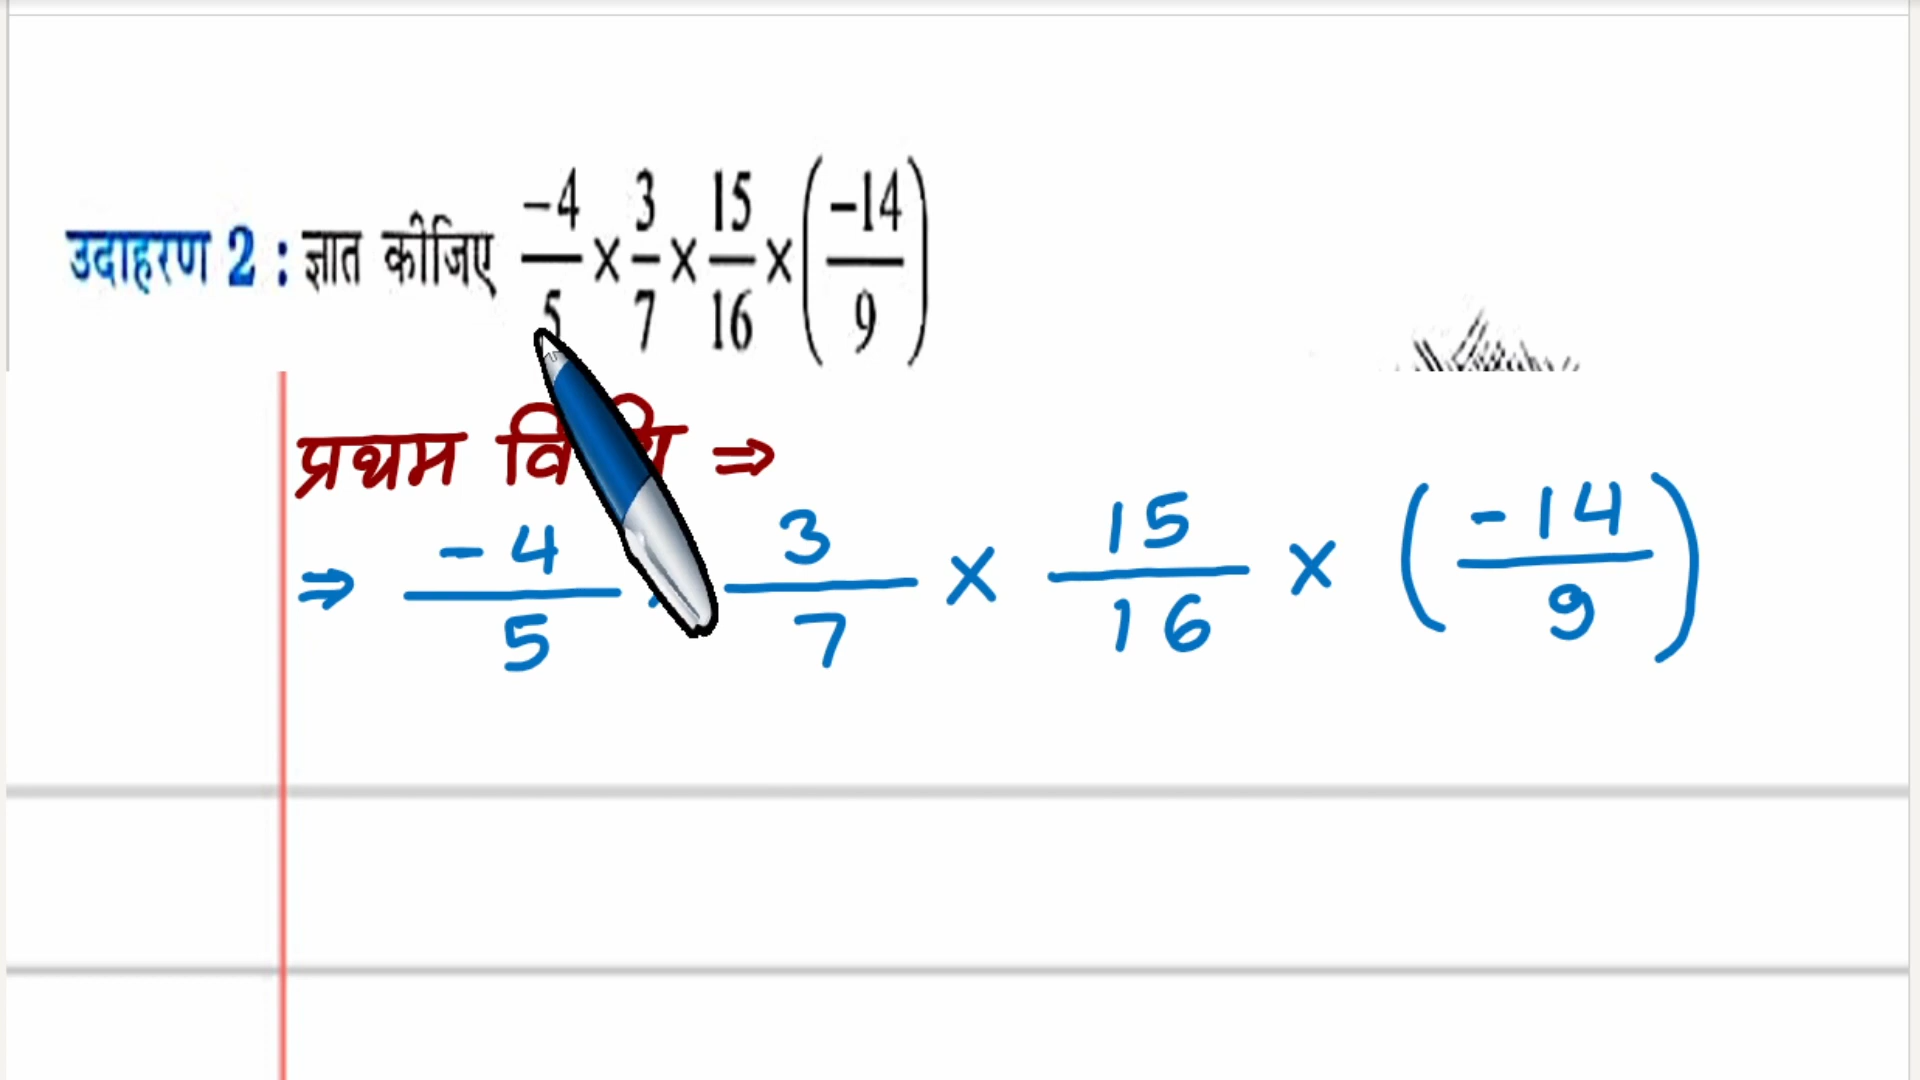 उदाहरण 2 : ज्ञात कीजिए -4/5 × 3/7 × 15/16 × (-14/9)
प्रथम ⇒
⇒ -4/5 3/7 × 15/16 × (-14/9)